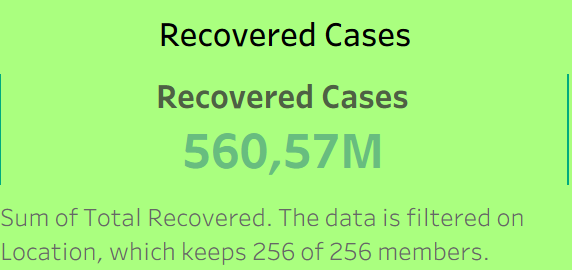 Recovered Cases
Recovered Cases
560,57M
Sum of Total Recovered. The data is filtered on
Location, which keeps 256 of 256 members.